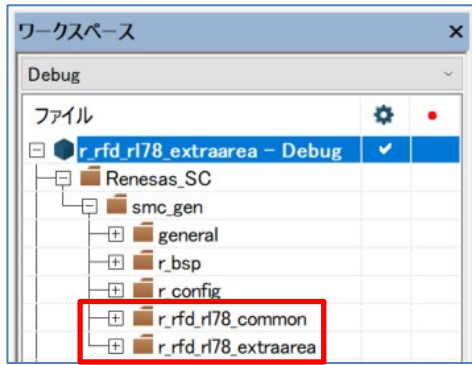 ワークスペース
Debug
ファイル
r_rfd_rl78_extraarea - Debug
Renesas_SC
smc_gen
general
r_bsp
r_config
r_rfd_rl78_common
r_rfd_rl78_extraarea